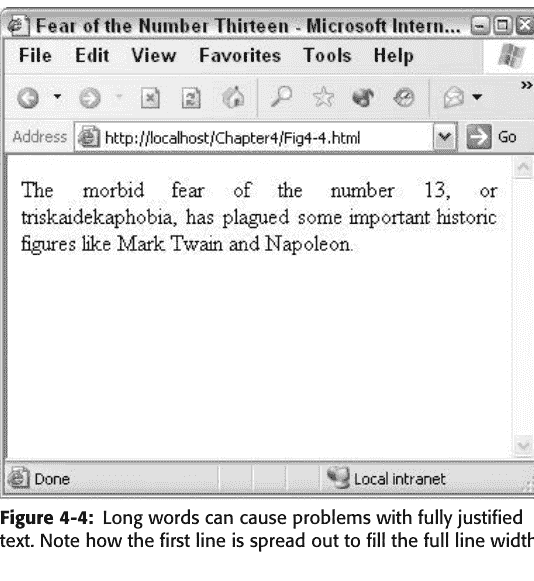 Fear of the Number Thirteen - Microsoft Intern...
File Edit View Favorites Tools Help
»
Address http://localhost/Chapter4/Fig4-4.html Go
The morbid fear of the number 13, or
triskaidekaphobia, has plagued some important historic
figures like Mark Twain and Napoleon.
Done Local intranet
Figure 4-4: Long words can cause problems with fully justified
text. Note how the first line is spread out to fill the full line width